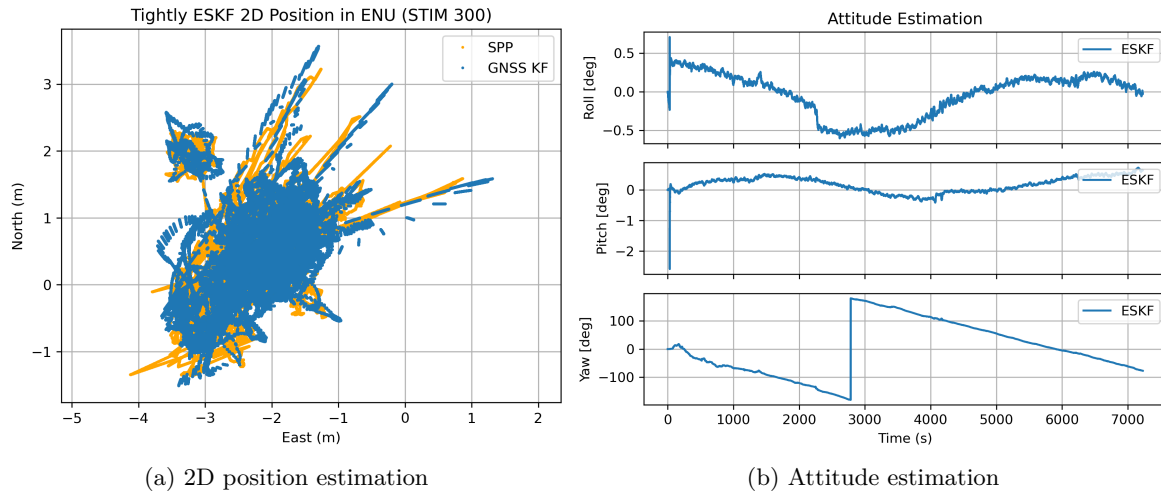 Tightly ESKF 2D Position in ENU (STIM 300)
SPP
GNSS KF
North (m)
3
2
1
0
−1
−5
−4
−3
−2
−1
0
1
2
East (m)
(a) 2D position estimation
Attitude Estimation
ESKF
Roll [deg]
0.5
0.0
−0.5
ESKF
Pitch [deg]
0
−1
−2
ESKF
Yaw [deg]
100
0
−100
0
1000
2000
3000
4000
5000
6000
7000
Time (s)
(b) Attitude estimation